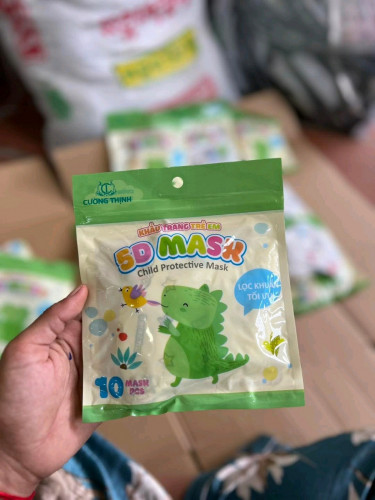 CƯỜNG THỊNH
KHẨU TRANG TRẺ EM
5D MASK
Child Protective Mask
LỌC KHUẨN
TỐI ƯU
10 MASK
PCS